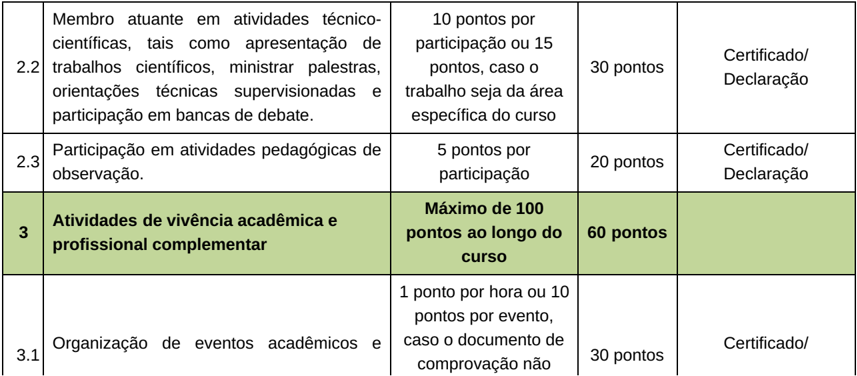 2.2
Membro atuante em atividades técnico-
científicas, tais como apresentação de
trabalhos científicos, ministrar palestras,
orientações técnicas supervisionadas e
participação em bancas de debate.
10 pontos por
participação ou 15
pontos, caso o
trabalho seja da área
específica do curso
30 pontos
Certificado/
Declaração
2.3
Participação em atividades pedagógicas de
observação.
5 pontos por
participação
20 pontos
Certificado/
Declaração
3
Atividades de vivência acadêmica e
profissional complementar
Máximo de 100
pontos ao longo do
curso
60 pontos
3.1
Organização de eventos acadêmicos e
1 ponto por hora ou 10
pontos por evento,
caso o documento de
comprovação não
30 pontos
Certificado/